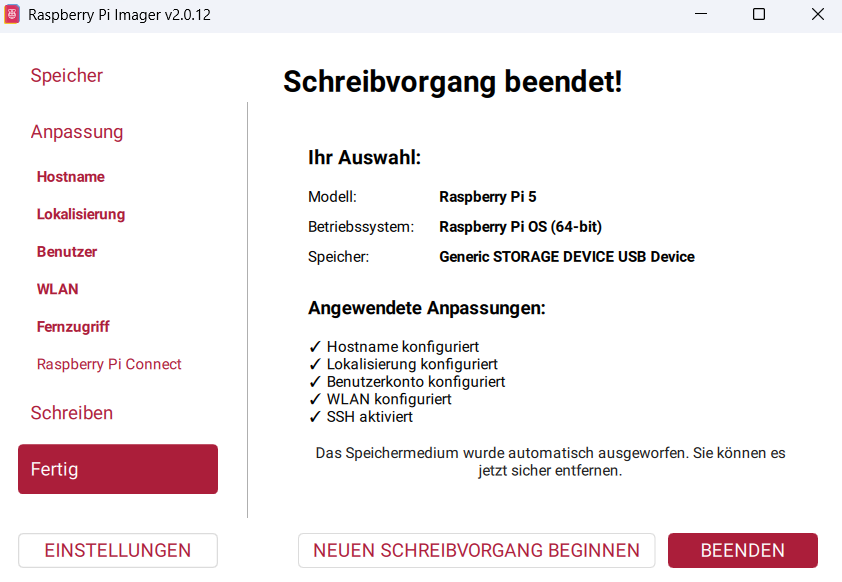 Raspberry Pi Imager v2.0.12
Speicher
Anpassung
Hostname
Lokalisierung
Benutzer
WLAN
Fernzugriff
Raspberry Pi Connect
Schreiben
Fertig
EINSTELLUNGEN
Schreibvorgang beendet!
Ihr Auswahl:
Modell: Raspberry Pi 5
Betriebssystem: Raspberry Pi OS (64-bit)
Speicher: Generic STORAGE DEVICE USB Device
Angewendete Anpassungen:
✓ Hostname konfiguriert
✓ Lokalisierung konfiguriert
✓ Benutzerkonto konfiguriert
✓ WLAN konfiguriert
✓ SSH aktiviert
Das Speichermedium wurde automatisch ausgeworfen. Sie können es
jetzt sicher entfernen.
NEUEN SCHREIBVORGANG BEGINNEN
BEENDEN